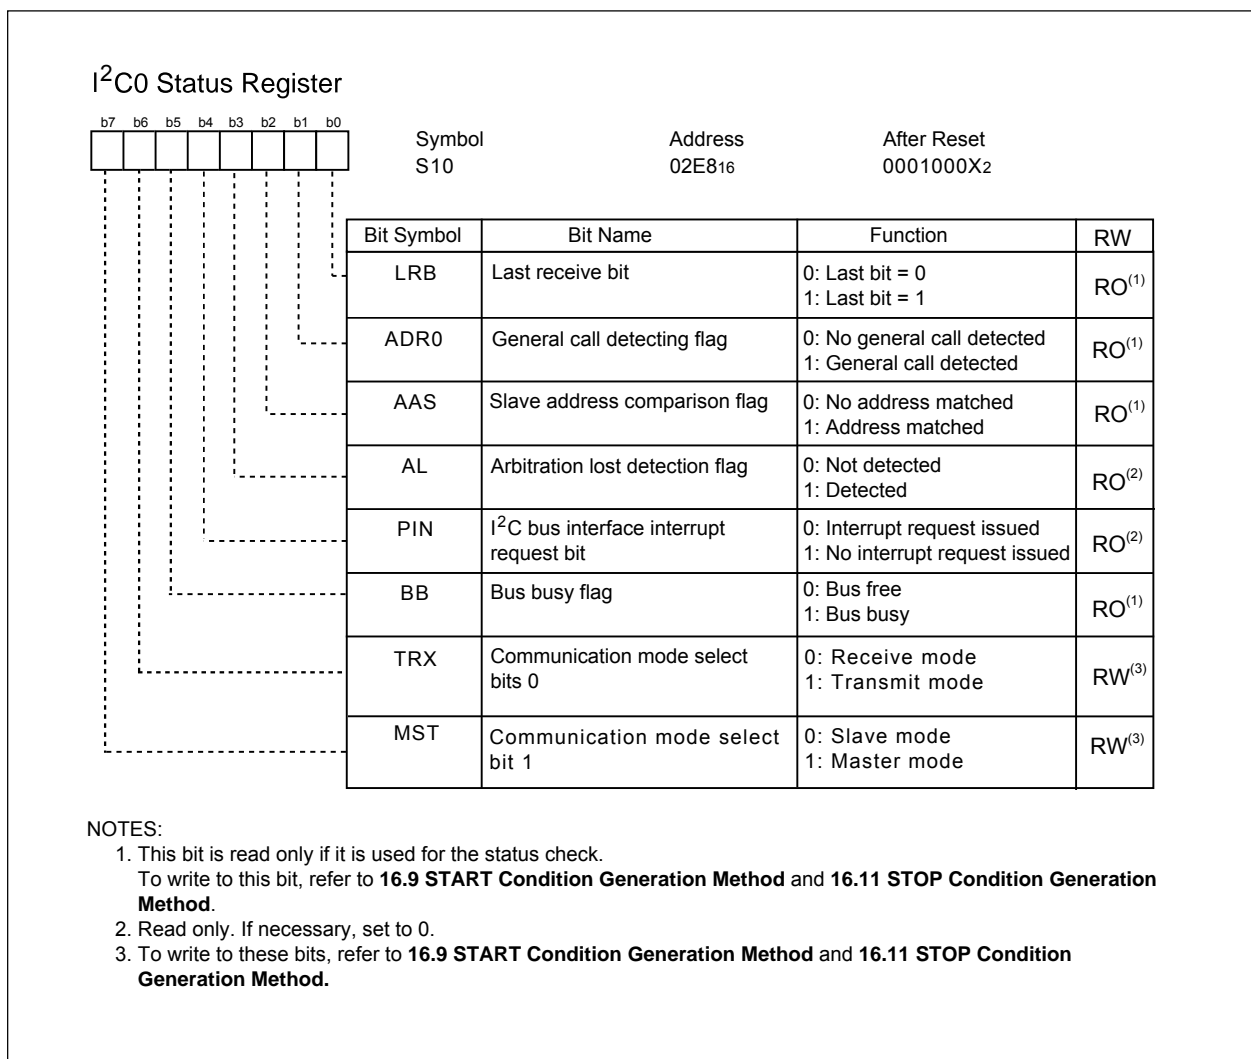 I2C0 Status Register
b7 b6 b5 b4 b3 b2 b1 b0
Symbol Address After Reset
S10 02E816 0001000X2
Bit Symbol Bit Name Function RW
LRB Last receive bit 0: Last bit = 0
1: Last bit = 1 RO(1)
ADR0 General call detecting flag 0: No general call detected
1: General call detected RO(1)
AAS Slave address comparison flag 0: No address matched
1: Address matched RO(1)
AL Arbitration lost detection flag 0: Not detected
1: Detected RO(2)
PIN I2C bus interface interrupt 0: Interrupt request issued
request bit 1: No interrupt request issued RO(2)
BB Bus busy flag 0: Bus free
1: Bus busy RO(1)
TRX Communication mode select 0: Receive mode
bits 0 1: Transmit mode RW(3)
MST Communication mode select 0: Slave mode
bit 1 1: Master mode RW(3)
NOTES:
1. This bit is read only if it is used for the status check.
To write to this bit, refer to 16.9 START Condition Generation Method and 16.11 STOP Condition Generation
Method.
2. Read only. If necessary, set to 0.
3. To write to these bits, refer to 16.9 START Condition Generation Method and 16.11 STOP Condition
Generation Method.